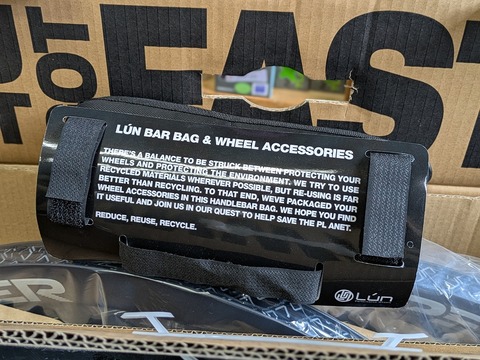 NOT
FAST
LÚN BAR BAG & WHEEL ACCESSORIES
THERE'S A BALANCE TO BE STRUCK BETWEEN PROTECTING YOUR
WHEELS AND PROTECTING THE ENVIRONMENT. WE TRY TO USE
RECYCLED MATERIALS WHEREVER POSSIBLE, BUT RE-USING IS FAR
BETTER THAN RECYCLING. TO THAT END, WE'VE PACKAGED YOUR
WHEEL ACCESSORIES IN THIS HANDLEBAR BAG. WE HOPE YOU FIND
IT USEFUL AND JOIN US IN OUR QUEST TO HELP SAVE THE PLANET.
REDUCE, REUSE, RECYCLE.
Lún